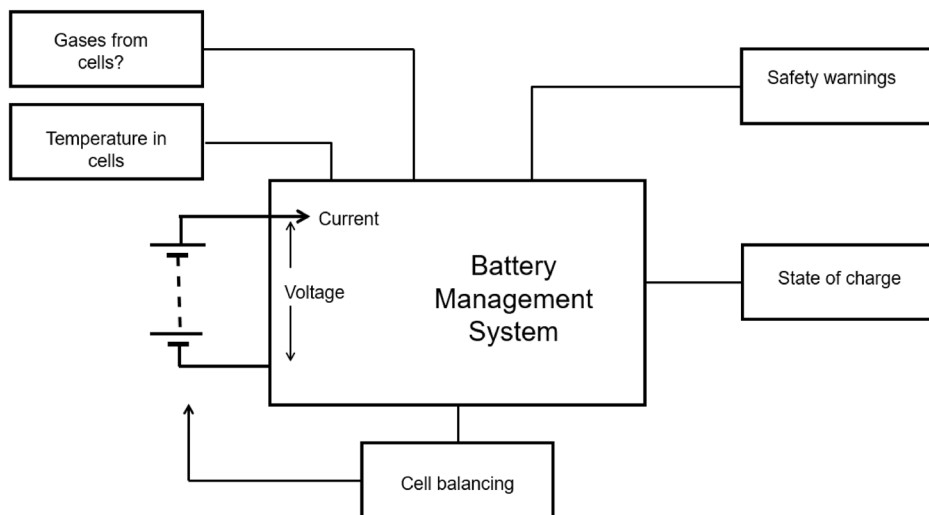 Gases from
cells?
Safety warnings
Temperature in
cells
Current
Voltage
Battery
Management
System
State of charge
Cell balancing